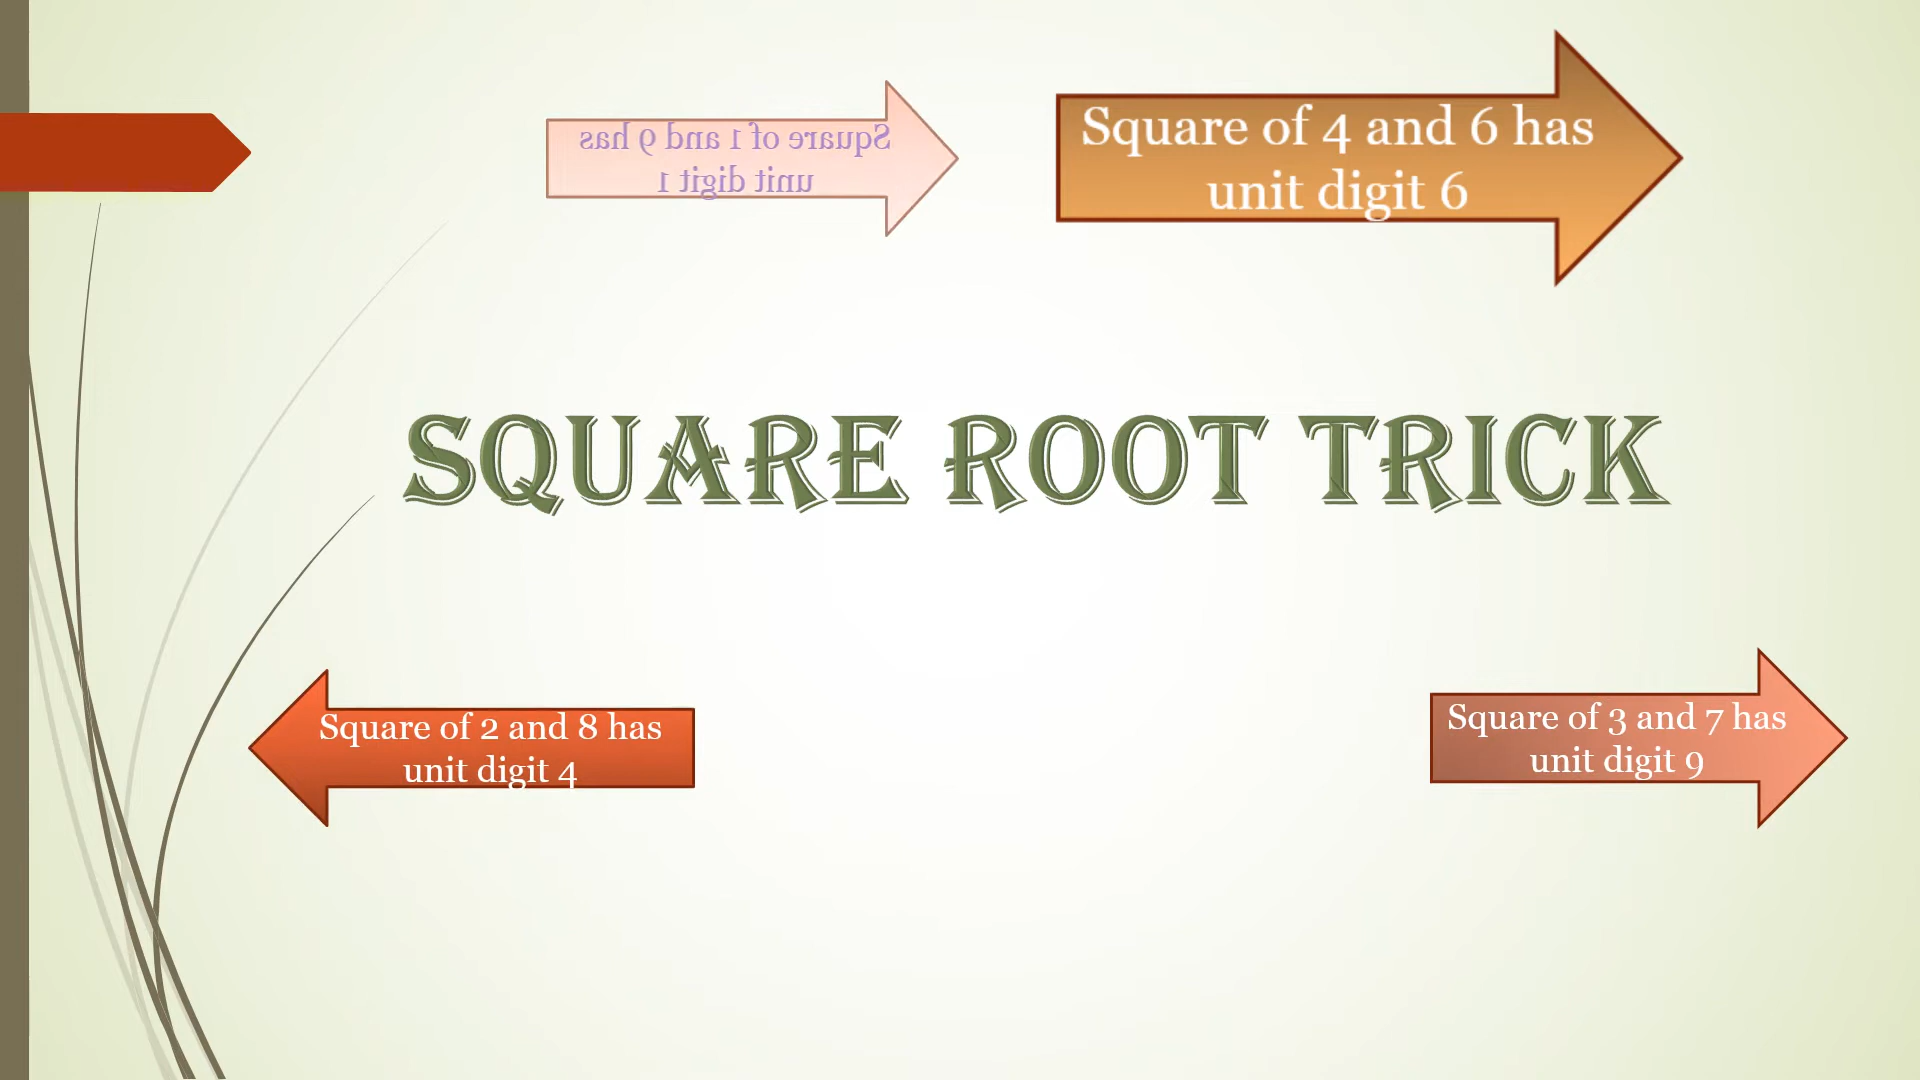 Square of 1 and 9 has
unit digit 1
Square of 4 and 6 has
unit digit 6
SQUARE ROOT TRICK
Square of 2 and 8 has
unit digit 4
Square of 3 and 7 has
unit digit 9